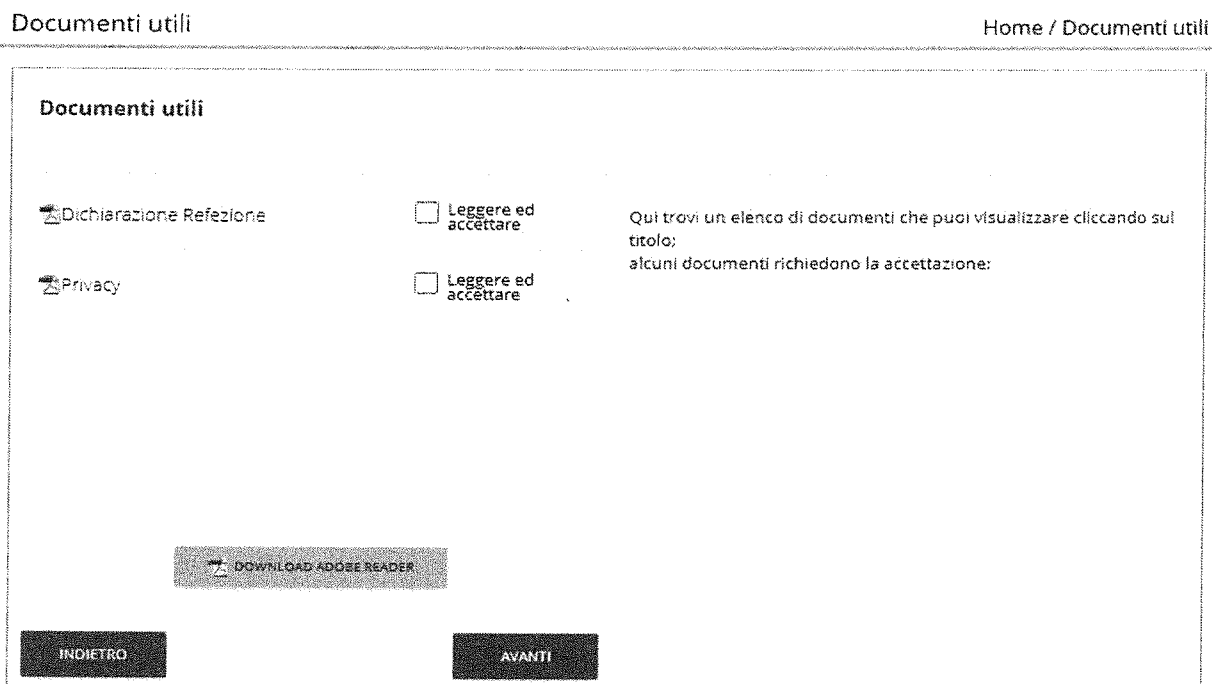 Documenti utili
Home / Documenti utili
Documenti utili
Dichiarazione Refezione
Leggere ed
accettare
Qui trovi un elenco di documenti che puoi visualizzare cliccando sul
titolo;
alcuni documenti richiedono la accettazione:
Privacy
Leggere ed
accettare
DOWNLOAD ADOBE READER
INDIETRO
AVANTI